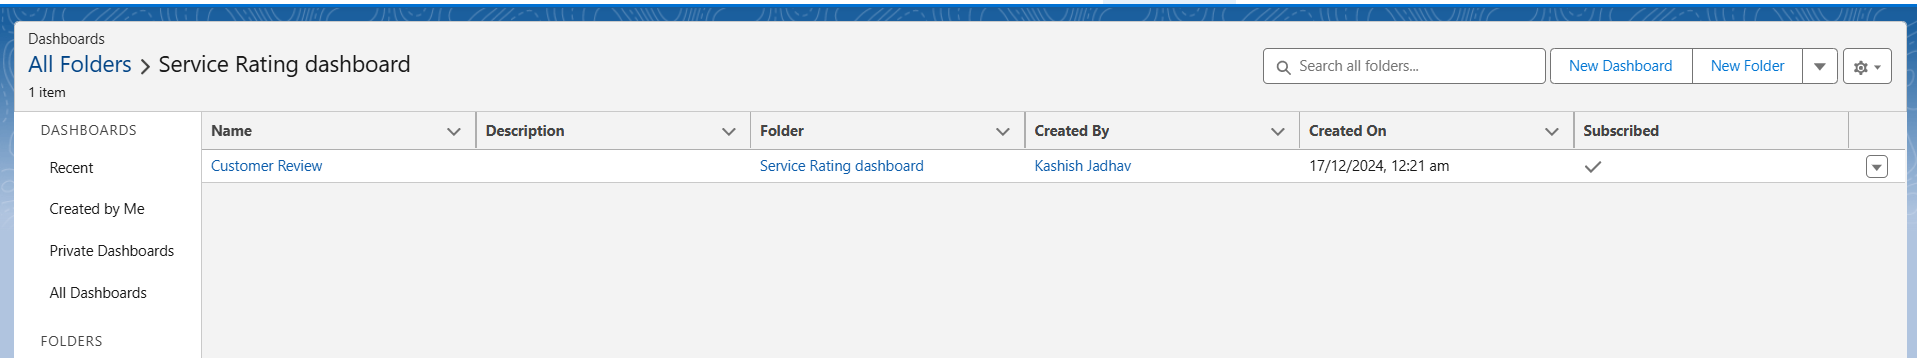 Dashboards
All Folders > Service Rating dashboard
1 item
Search all folders...
New Dashboard
New Folder
DASHBOARDS
Recent
Created by Me
Private Dashboards
All Dashboards
FOLDERS
Name Description Folder Created By Created On Subscribed
Customer Review Service Rating dashboard Kashish Jadhav 17/12/2024, 12:21 am